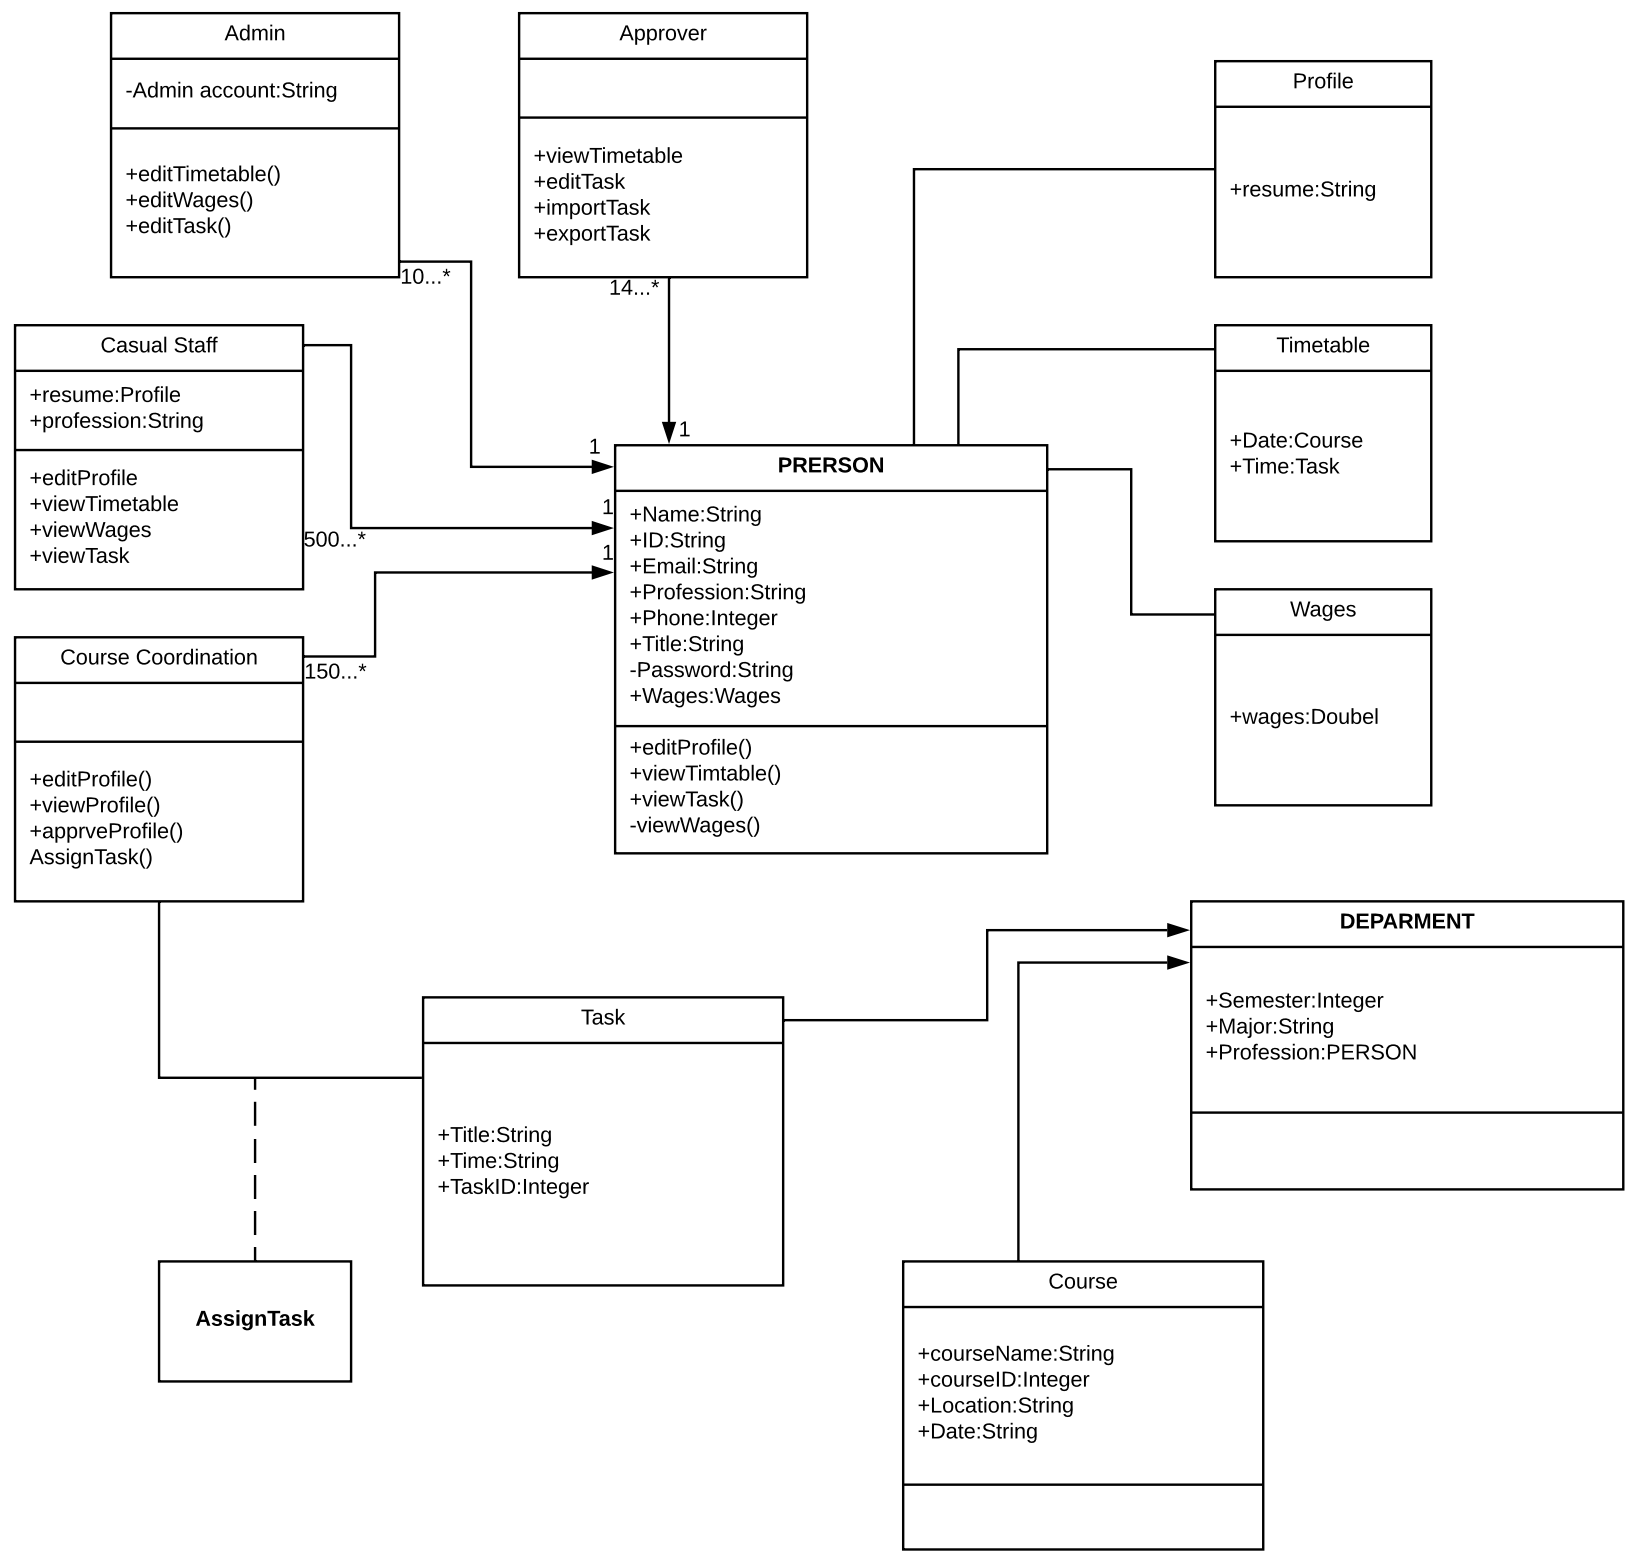 Admin
-Admin account:String
+editTimetable()
+editWages()
+editTask()
10...*
Approver
+viewTimetable
+editTask
+importTask
+exportTask
14...*
Profile
+resume:String
Casual Staff
+resume:Profile
+profession:String
+editProfile
+viewTimetable
+viewWages
+viewTask
500...*
Timetable
+Date:Course
+Time:Task
1
1
1
1
PRERSON
+Name:String
+ID:String
+Email:String
+Profession:String
+Phone:Integer
+Title:String
-Password:String
+Wages:Wages
+editProfile()
+viewTimtable()
+viewTask()
-viewWages()
Wages
+wages:Doubel
Course Coordination
150...*
+editProfile()
+viewProfile()
+apprveProfile()
AssignTask()
DEPARMENT
+Semester:Integer
+Major:String
+Profession:PERSON
Task
+Title:String
+Time:String
+TaskID:Integer
AssignTask
Course
+courseName:String
+courseID:Integer
+Location:String
+Date:String